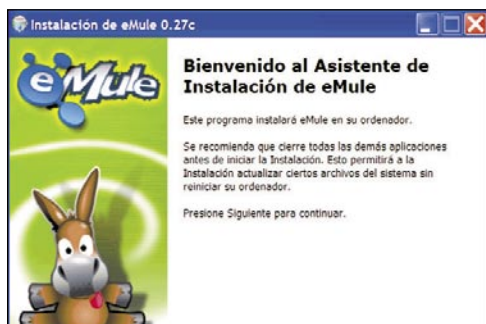 Instalación de eMule 0.27c
eMule
Bienvenido al Asistente de
Instalación de eMule
Este programa instalará eMule en su ordenador.
Se recomienda que cierre todas las demás aplicaciones
antes de iniciar la Instalación. Esto permitirá a la
Instalación actualizar ciertos archivos del sistema sin
reiniciar su ordenador.
Presione Siguiente para continuar.